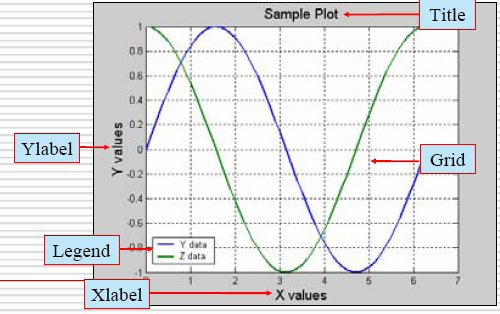 Sample Plot
Title
1
0.8
0.6
0.4
0.2
0
-0.2
-0.4
-0.6
-0.8
-1
Ylabel
Y values
Grid
Legend
Y data
Z data
1
2
3
4
5
6
7
Xlabel
X values